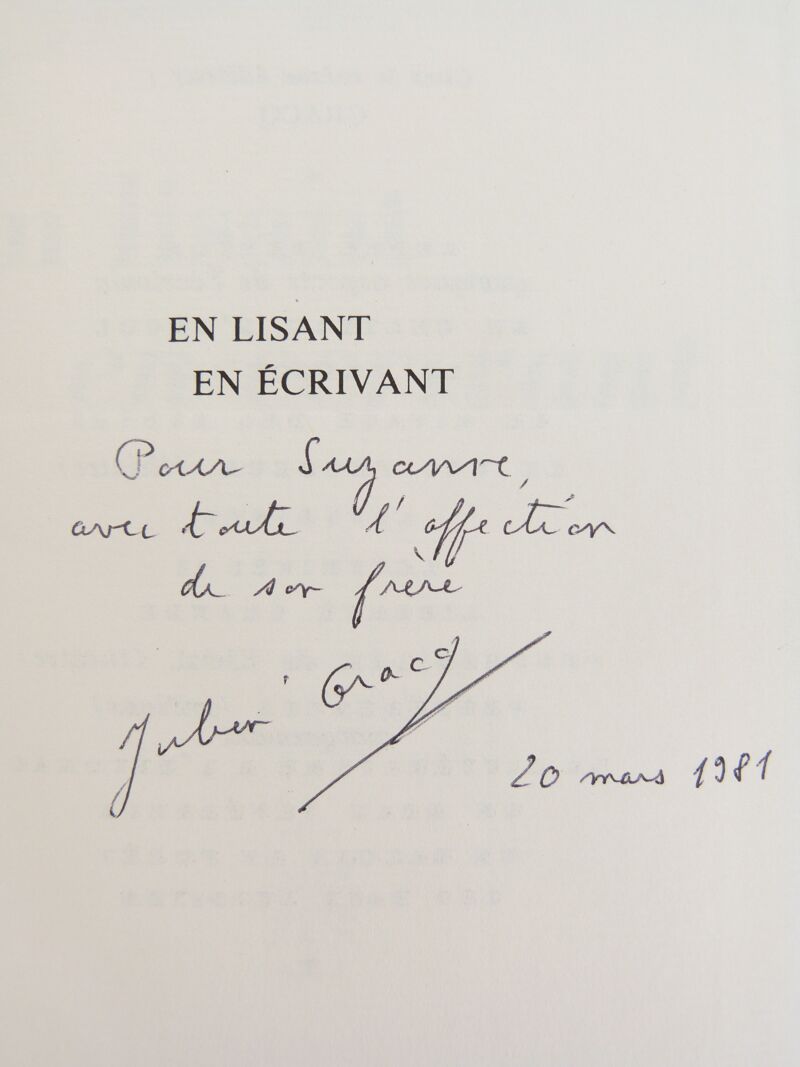 EN LISANT
EN ÉCRIVANT
Pour Suzanne,
avec toute l'affection
de son frère
Julien Gracq
20 mars 1981